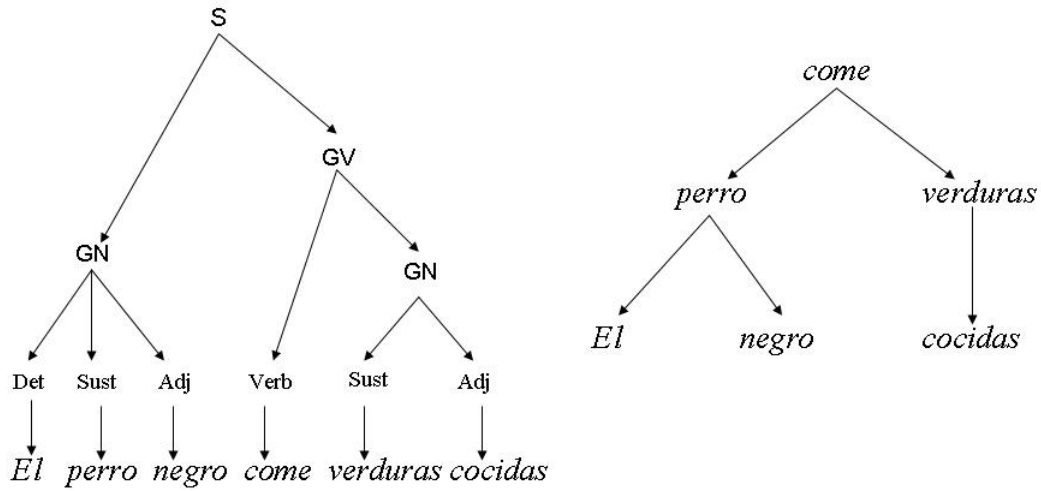 S
GV
GN
GN
Det Sust Adj Verb Sust Adj
El perro negro come verduras cocidas
come
perro verduras
El negro cocidas